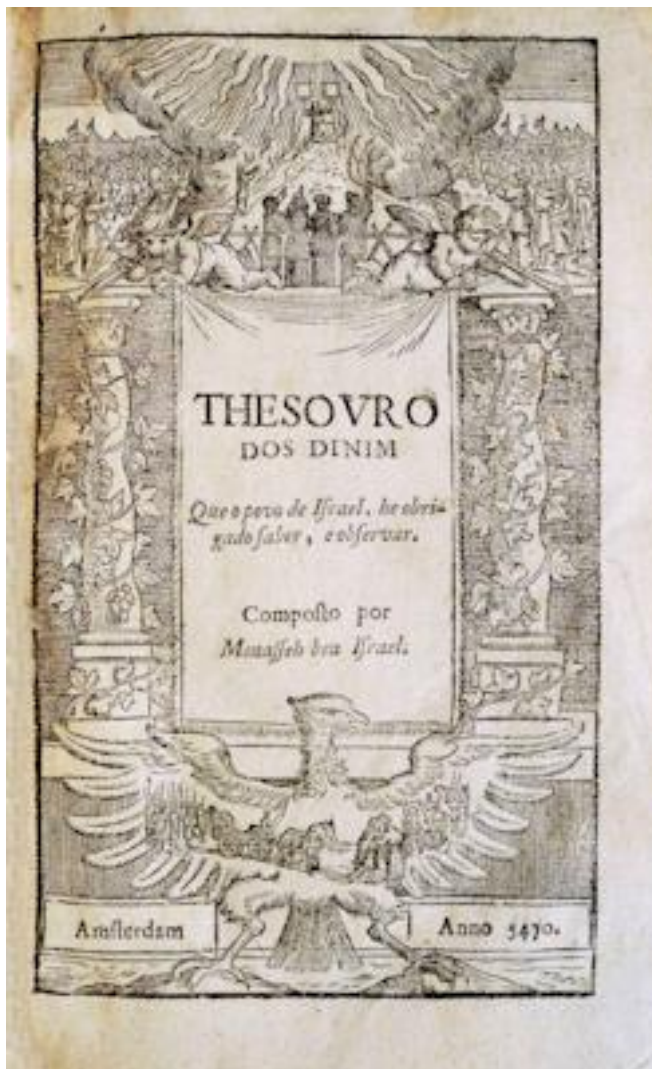 THESOVRO
DOS DINIM
Que o povo de Iſrael. he obri-
gado ſaber, e obſervar.
Compoſto por
Menaſſeh ben Iſrael.
Amſterdam
Anno 5470.